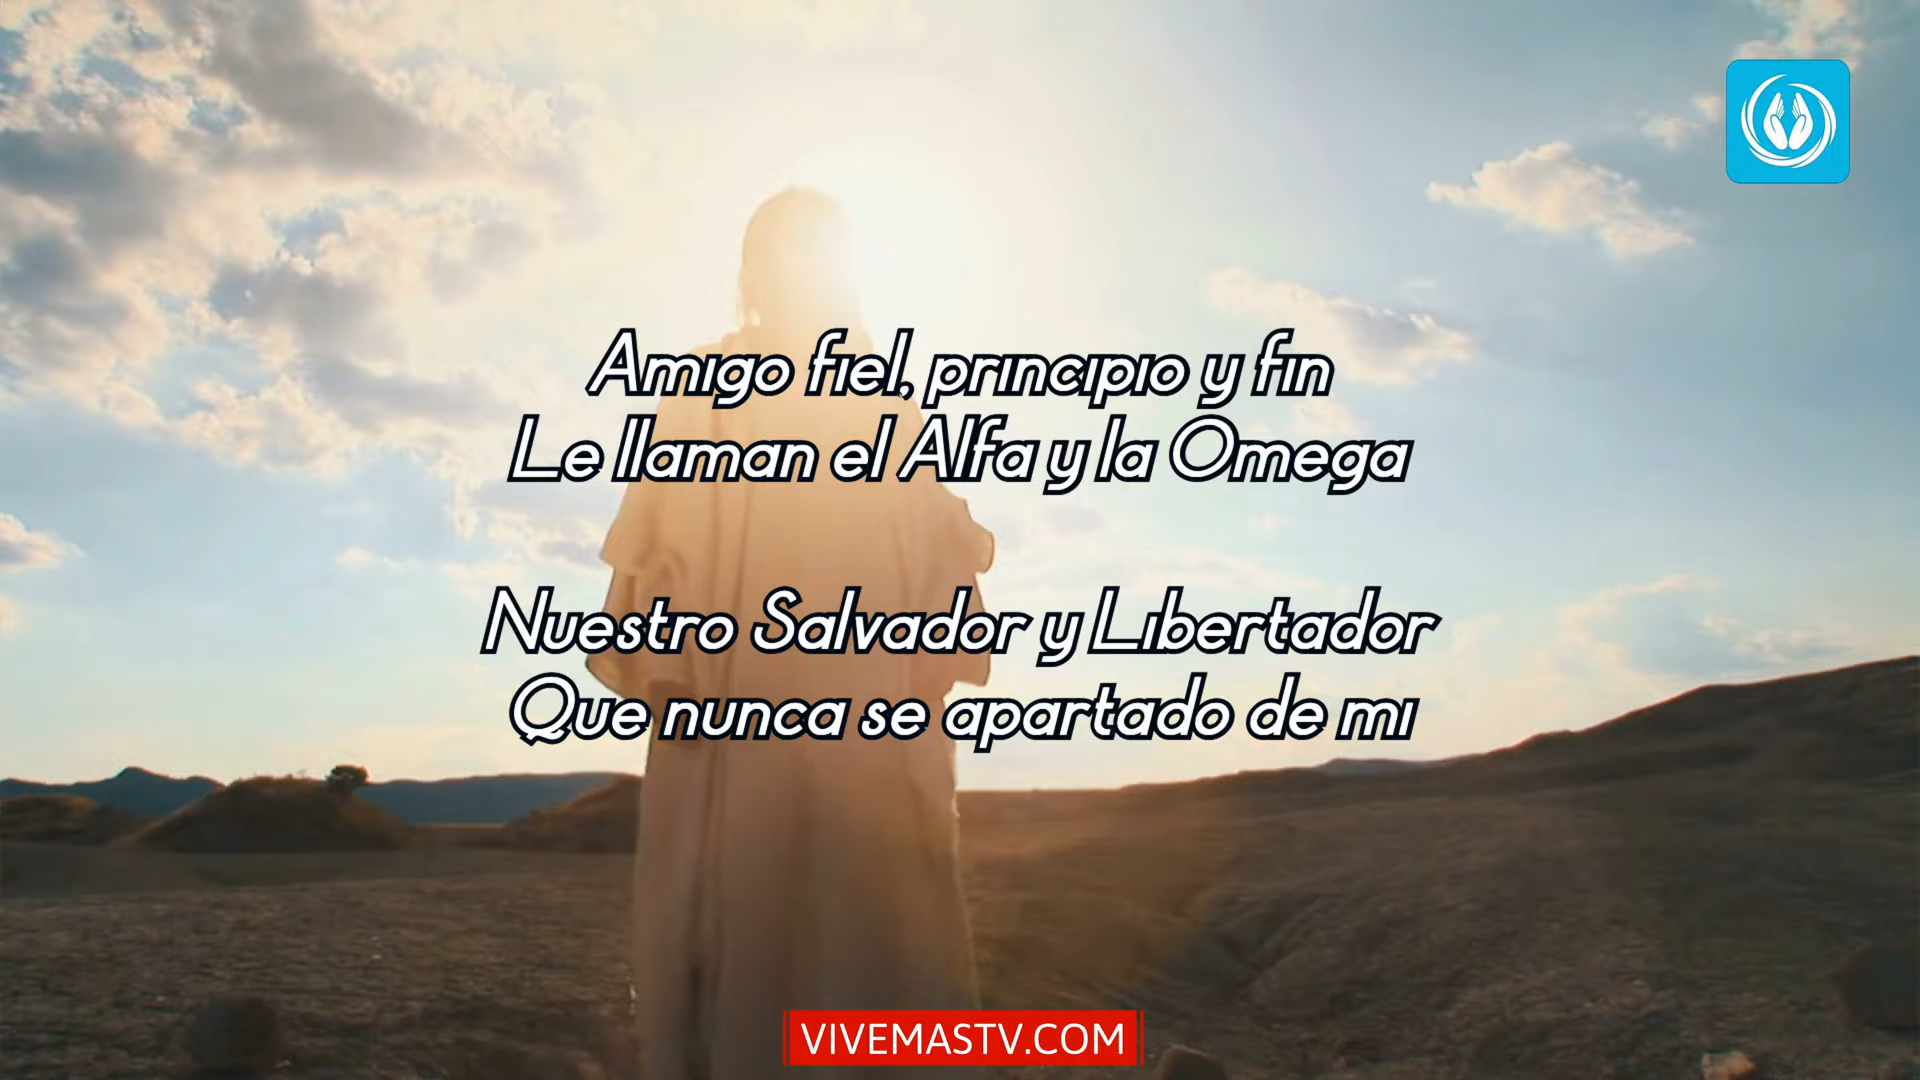 Amigo fiel, principio y fin
Le llaman el Alfa y la Omega
Nuestro Salvador y Libertador
Que nunca se apartado de mi
VIVEMASTV.COM